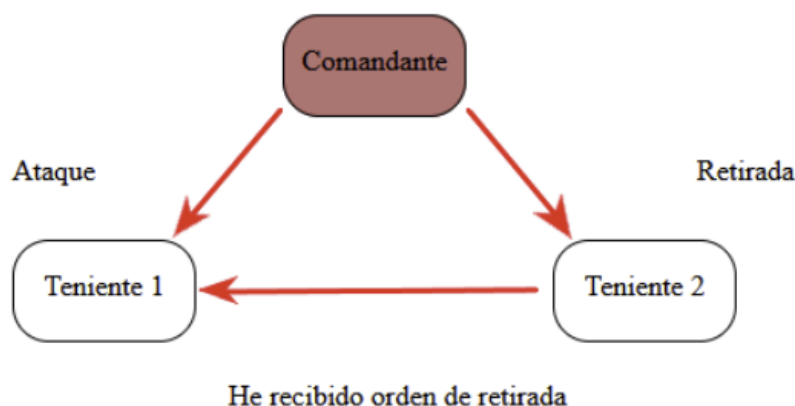 Comandante
Ataque
Retirada
Teniente 1
Teniente 2
He recibido orden de retirada